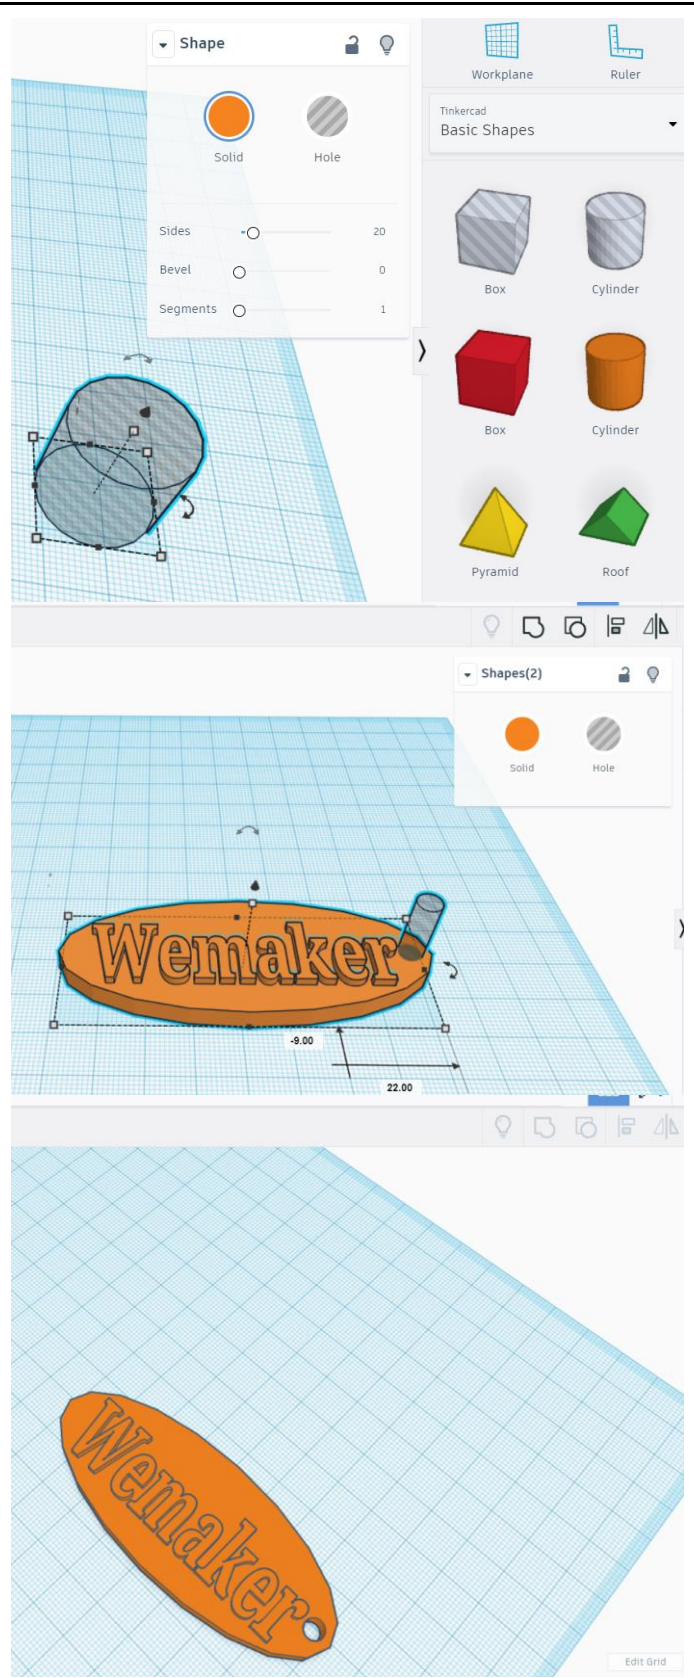 Shape
Solid
Hole
Sides
20
Bevel
0
Segments
1
Workplane
Ruler
Tinkercad
Basic Shapes
Box
Cylinder
Box
Cylinder
Pyramid
Roof
Shapes(2)
Solid
Hole
Wemaker
-9.00
22.00
Wemaker
Edit Grid